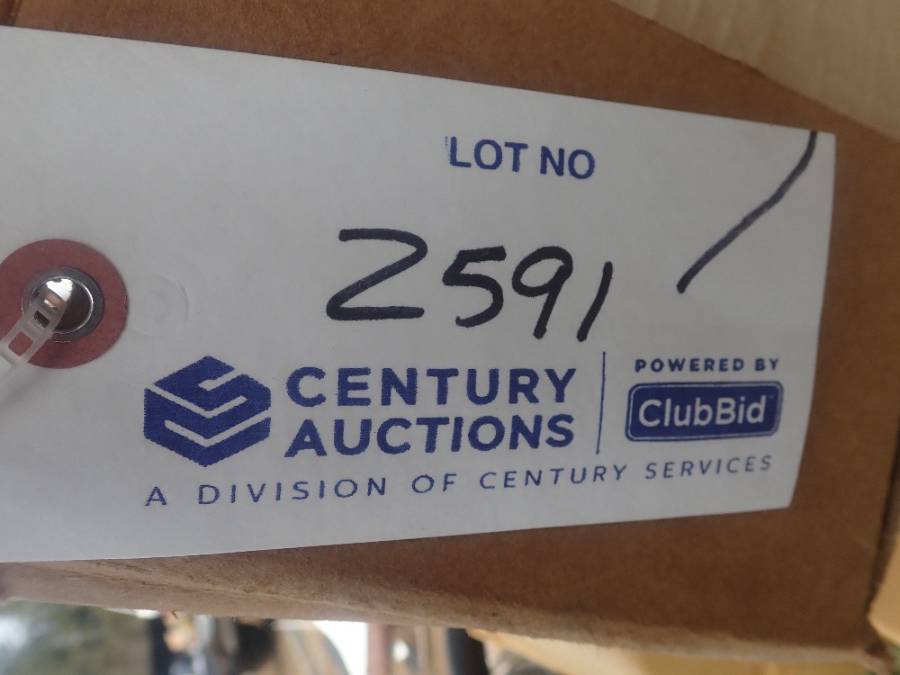 LOT NO
2591
CENTURY
AUCTIONS
POWERED BY
ClubBid
A DIVISION OF CENTURY SERVICES